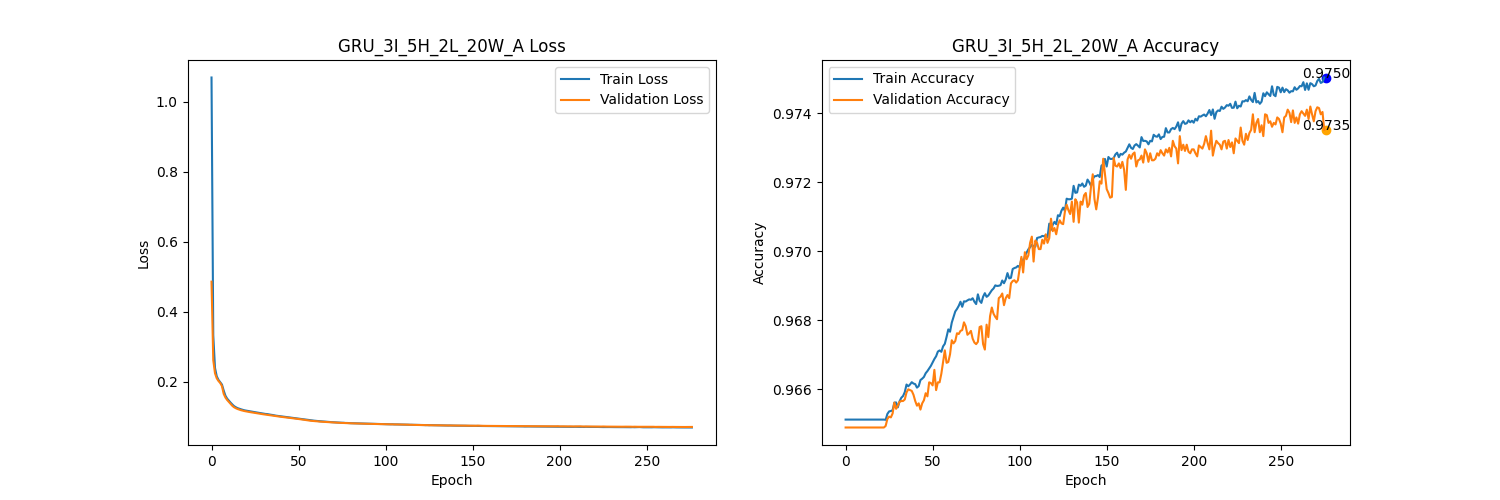 GRU_3I_5H_2L_20W_A Loss
Train Loss
Validation Loss
1.0
0.8
0.6
0.4
0.2
Loss
0
50
100
150
200
250
Epoch
GRU_3I_5H_2L_20W_A Accuracy
Train Accuracy
Validation Accuracy
0.9750
0.9735
0.974
0.972
0.970
0.968
0.966
Accuracy
0
50
100
150
200
250
Epoch